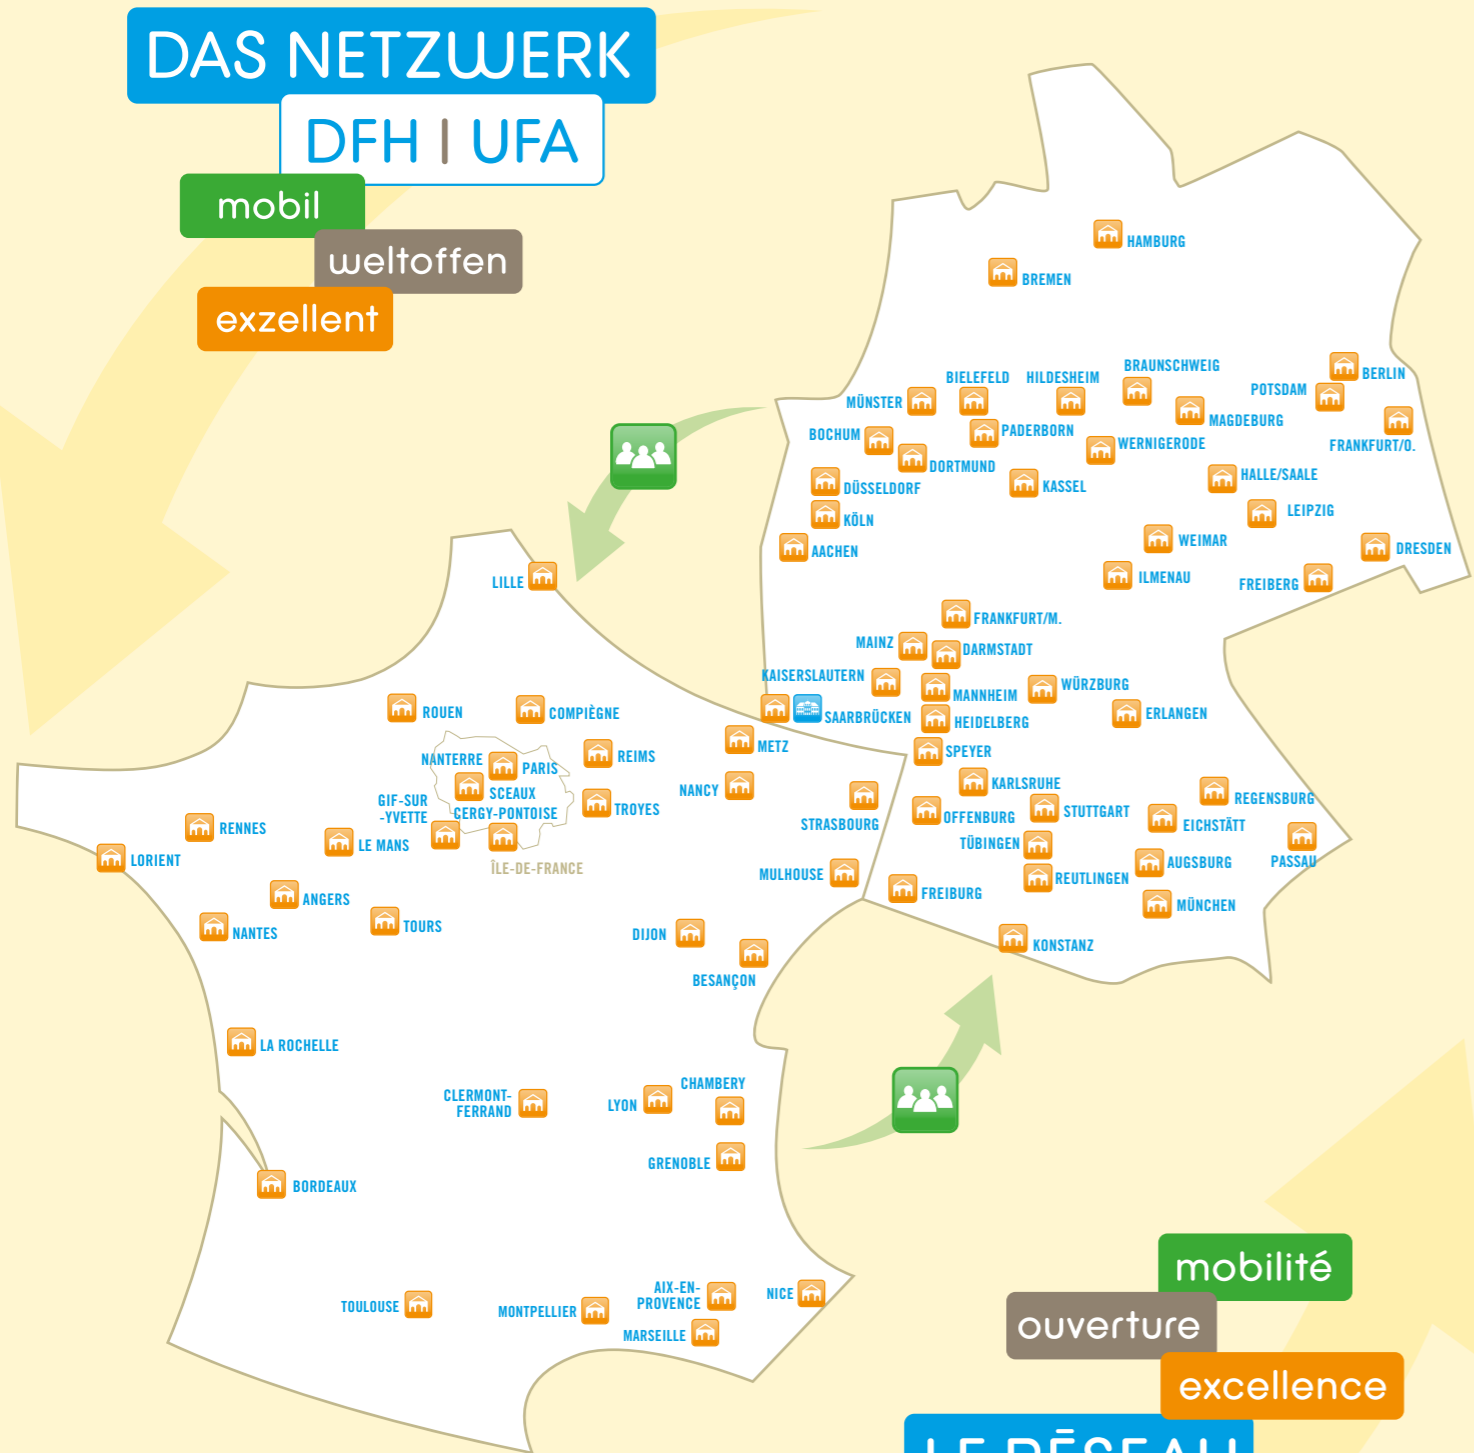 DAS NETZWERK
DFH | UFA
mobil
weltoffen
exzellent
HAMBURG
BREMEN
BRAUNSCHWEIG
BIELEFELD
HILDESHEIM
BERLIN
POTSDAM
MÜNSTER
MAGDEBURG
BOCHUM
PADERBORN
WERNIGERODE
FRANKFURT/O.
DORTMUND
HALLE/SAALE
DÜSSELDORF
KASSEL
LEIPZIG
KÖLN
WEIMAR
DRESDEN
AACHEN
ILMENAU
FREIBERG
FRANKFURT/M.
MAINZ
DARMSTADT
KAISERSLAUTERN
MANNHEIM
WÜRZBURG
SAARBRÜCKEN
HEIDELBERG
ERLANGEN
SPEYER
KARLSRUHE
REGENSBURG
OFFENBURG
STUTTGART
EICHSTÄTT
TÜBINGEN
PASSAU
AUGSBURG
REUTLINGEN
FREIBURG
MÜNCHEN
KONSTANZ
LILLE
ROUEN
COMPIÈGNE
METZ
NANTERRE
PARIS
REIMS
SCEAUX
NANCY
GIF-SUR
-YVETTE
CERGY-PONTOISE
TROYES
STRASBOURG
RENNES
LE MANS
LORIENT
ÎLE-DE-FRANCE
MULHOUSE
ANGERS
NANTES
TOURS
DIJON
BESANÇON
LA ROCHELLE
CLERMONT-
FERRAND
LYON
CHAMBERY
GRENOBLE
BORDEAUX
TOULOUSE
MONTPELLIER
AIX-EN-
PROVENCE
NICE
MARSEILLE
mobilité
ouverture
excellence
LE RÉSEAU